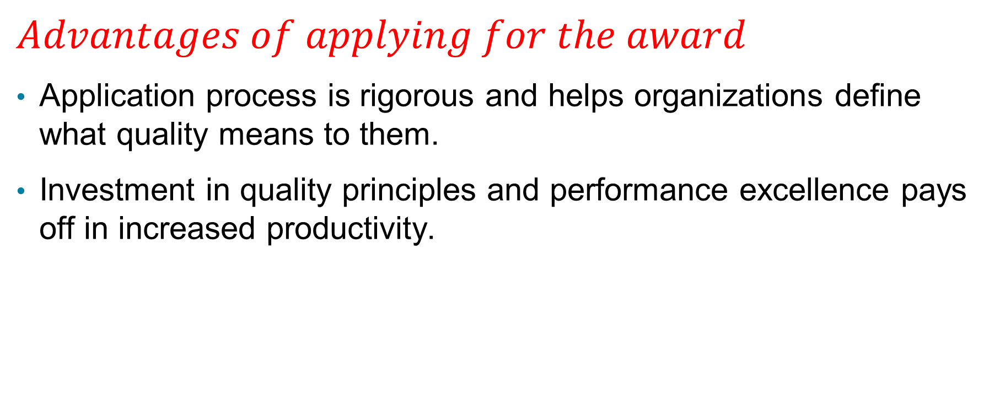 Advantages of applying for the award
• Application process is rigorous and helps organizations define
what quality means to them.
• Investment in quality principles and performance excellence pays
off in increased productivity.